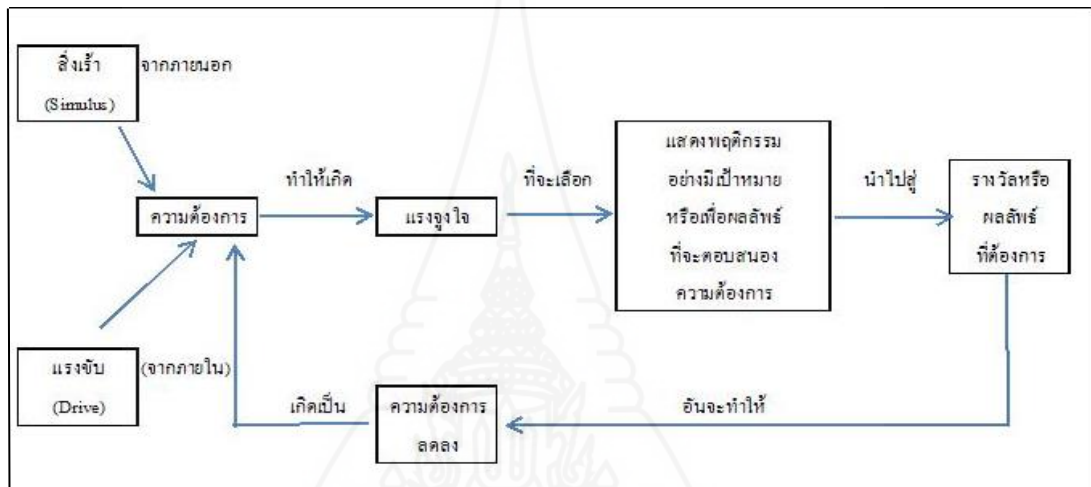 สิ่งเร้า
(Simulus)
จากภายนอก
ความต้องการ
ทำให้เกิด
แรงจูงใจ
ที่จะเลือก
แสดงพฤติกรรม
อย่างมีเป้าหมาย
หรือเพื่อผลลัพธ์
ที่จะตอบสนอง
ความต้องการ
นำไปสู่
รางวัลหรือ
ผลลัพธ์
ที่ต้องการ
แรงขับ
(Drive)
(จากภายใน)
เกิดเป็น
ความต้องการ
ลดลง
อันจะทำให้